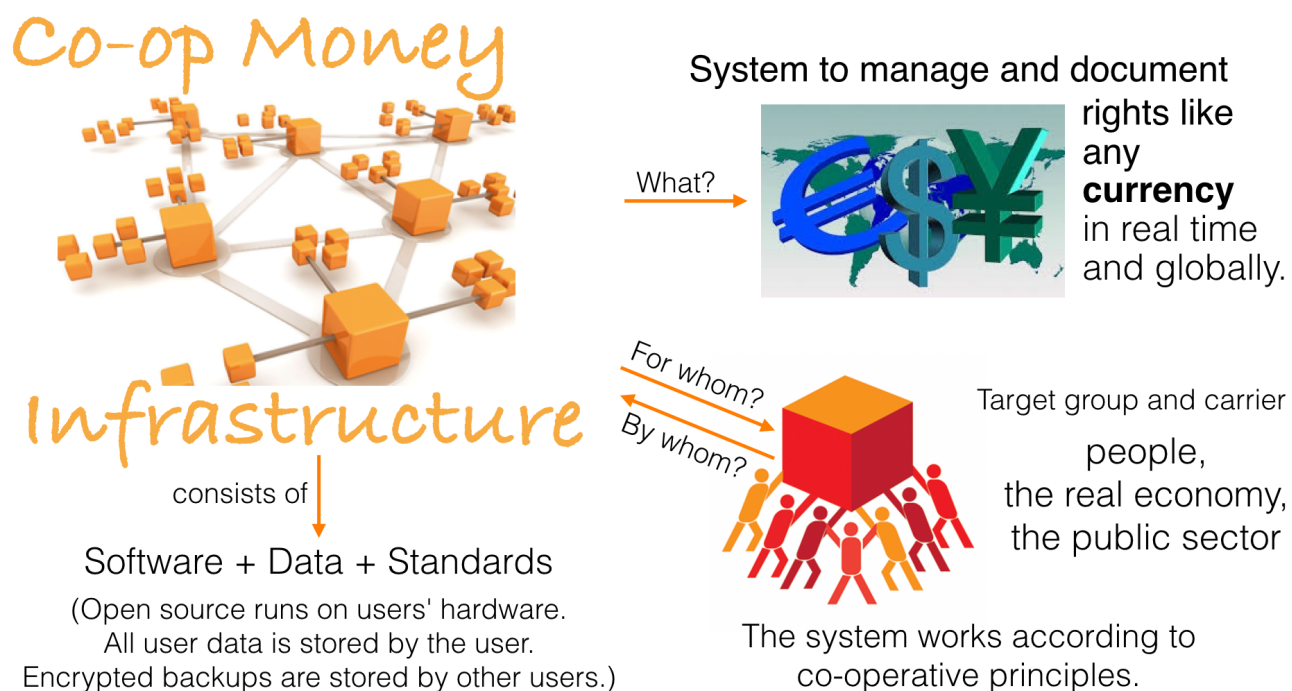 Co-op Money
Infrastructure
consists of
Software + Data + Standards
(Open source runs on users' hardware.
All user data is stored by the user.
Encrypted backups are stored by other users.)
What?
System to manage and document
rights like
any
currency
in real time
and globally.
€$¥
For whom?
By whom?
Target group and carrier
people,
the real economy,
the public sector
The system works according to
co-operative principles.